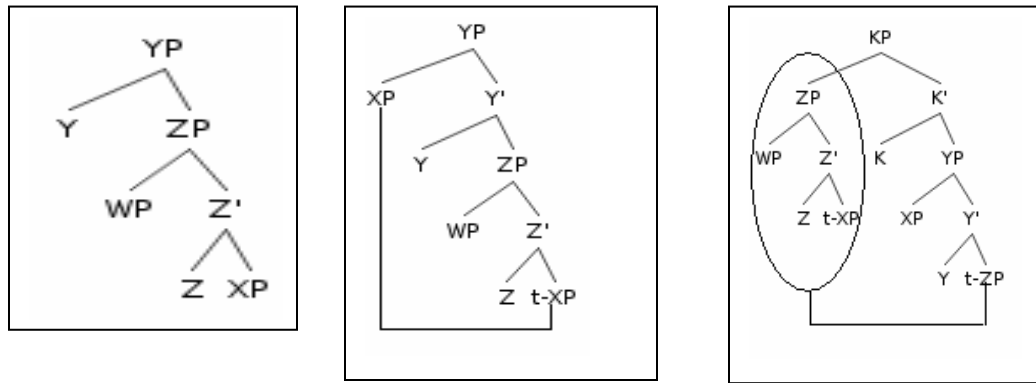 YP
Y ZP
WP Z'
Z XP
YP
XP Y'
Y ZP
WP Z'
Z t-XP
KP
ZP K'
WP Z' K YP
Z t-XP XP Y'
Y t-ZP